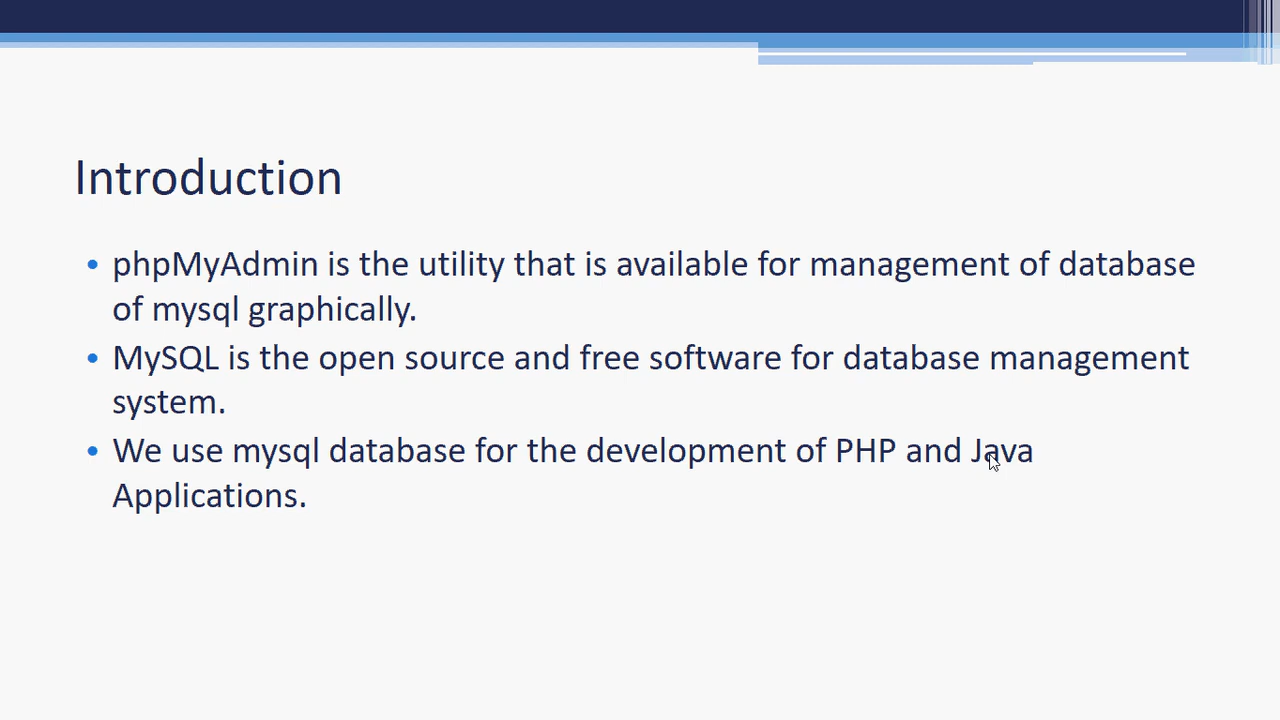 Introduction
• phpMyAdmin is the utility that is available for management of database
of mysql graphically.
• MySQL is the open source and free software for database management
system.
• We use mysql database for the development of PHP and Java
Applications.